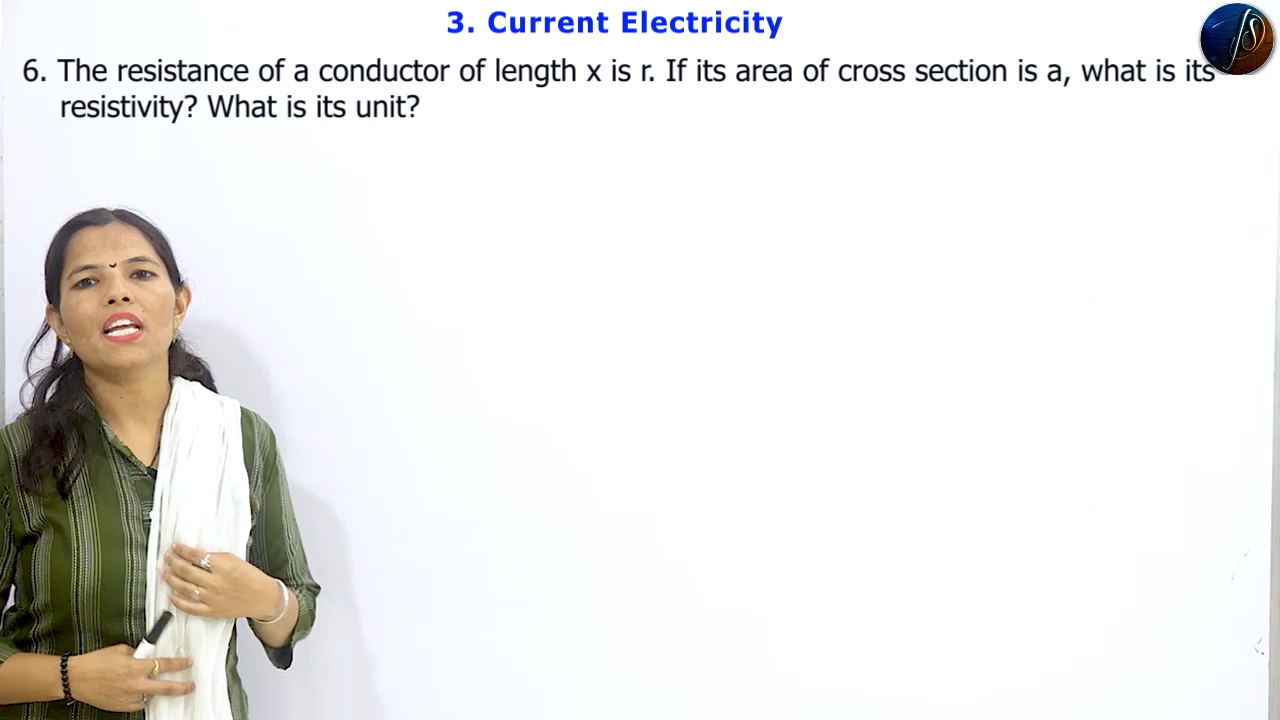 3. Current Electricity
6. The resistance of a conductor of length x is r. If its area of cross section is a, what is its
resistivity? What is its unit?